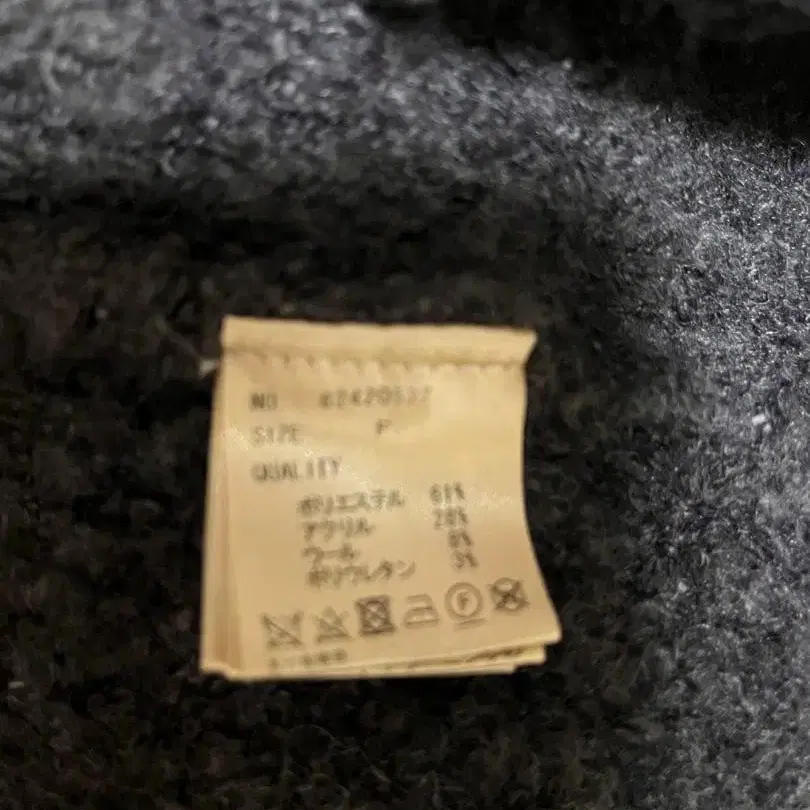 NO e2420532
SIZE F
QUALITY
ポリエステル 61%
アクリル 28%
ウール 8%
ポリウレタン 3%
F